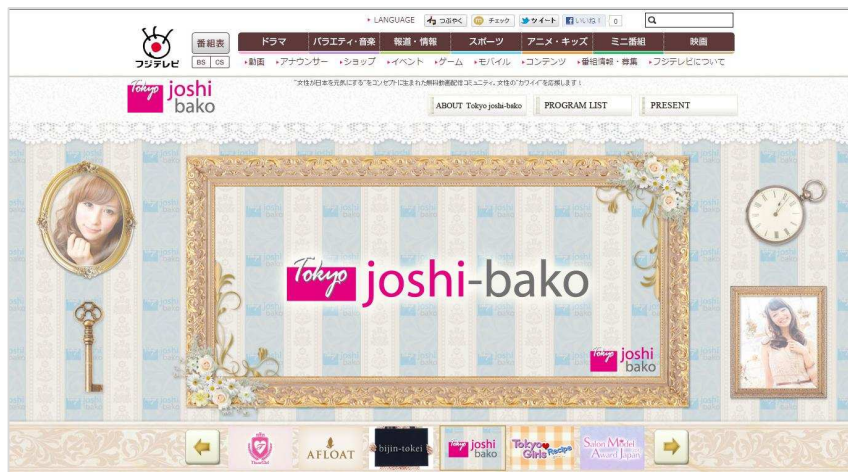 LANGUAGE つぶやく チェック ツイート いいね! 0
フジテレビ
番組表 ドラマ バラエティ・音楽 報道・情報 スポーツ アニメ・キッズ ミニ番組 映画
BS CS 動画 アナウンサー ショップ イベント ゲーム モバイル コンテンツ 番組情報・募集 フジテレビについて
"女性が日本を元気にする"をコンセプトに生まれた無料動画配信コミュニティ。女性の"カワイイ"を応援します!
Tokyo joshi
bako
ABOUT Tokyo joshi-bako PROGRAM LIST PRESENT
Tokyo joshi-bako
Tokyo joshi
bako
AFLOAT
bijin-tokei
Tokyo joshi
bako
Tokyo
Girls Recipe
Salon Model
Award Japan